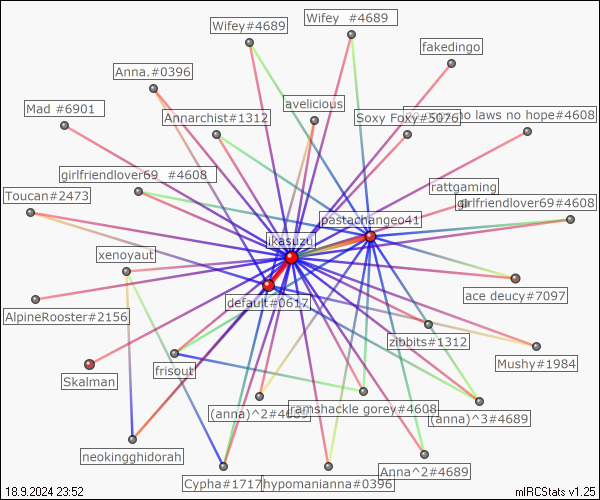 Wifey #4689
Wifey#4689
fakedingo
Anna.#0396
avelicious
Mad #6901
Annarchist#1312
Soxy Foxy#5076
no laws no hope#4608
girlfriendlover69 #4608
rattgaming
Toucan#2473
girlfriendlover69#4608
pastachangeo41
ikasuzu
xenoyaut
default#0617
ace deucy#7097
AlpineRooster#2156
zibbits#1312
Mushy#1984
Skalman
frisout
(anna)^2#4689
ramshackle gorey#4608
(anna)^3#4689
neokingghidorah
Anna^2#4689
Cypha#1717
hypomanianna#0396
18.9.2024 23:52
mIRCStats v1.25